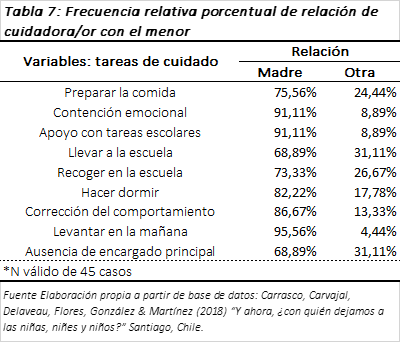 Tabla 7: Frecuencia relativa porcentual de relación de
cuidadora/or con el menor
Variables: tareas de cuidado Relación
Madre Otra
Preparar la comida 75,56% 24,44%
Contención emocional 91,11% 8,89%
Apoyo con tareas escolares 91,11% 8,89%
Llevar a la escuela 68,89% 31,11%
Recoger en la escuela 73,33% 26,67%
Hacer dormir 82,22% 17,78%
Corrección del comportamiento 86,67% 13,33%
Levantar en la mañana 95,56% 4,44%
Ausencia de encargado principal 68,89% 31,11%
*N válido de 45 casos
Fuente Elaboración propia a partir de base de datos: Carrasco, Carvajal,
Delaveau, Flores, González & Martínez (2018) “Y ahora, ¿con quién dejamos a
las niñas, niñes y niños?” Santiago, Chile.